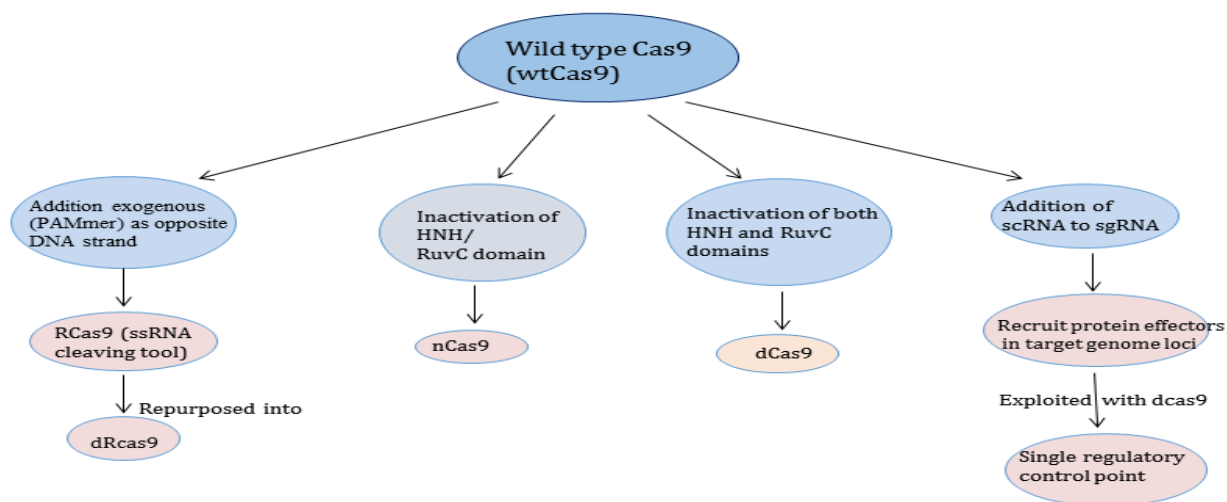 Wild type Cas9
(wtCas9)
Addition exogenous
(PAMmer) as opposite
DNA strand
Inactivation of
HNH/
RuvC domain
Inactivation of both
HNH and RuvC
domains
Addition of
scRNA to sgRNA
RCas9 (ssRNA
cleaving tool)
nCas9
dCas9
Recruit protein effectors
in target genome loci
Repurposed into
Exploited with dcas9
dRcas9
Single regulatory
control point